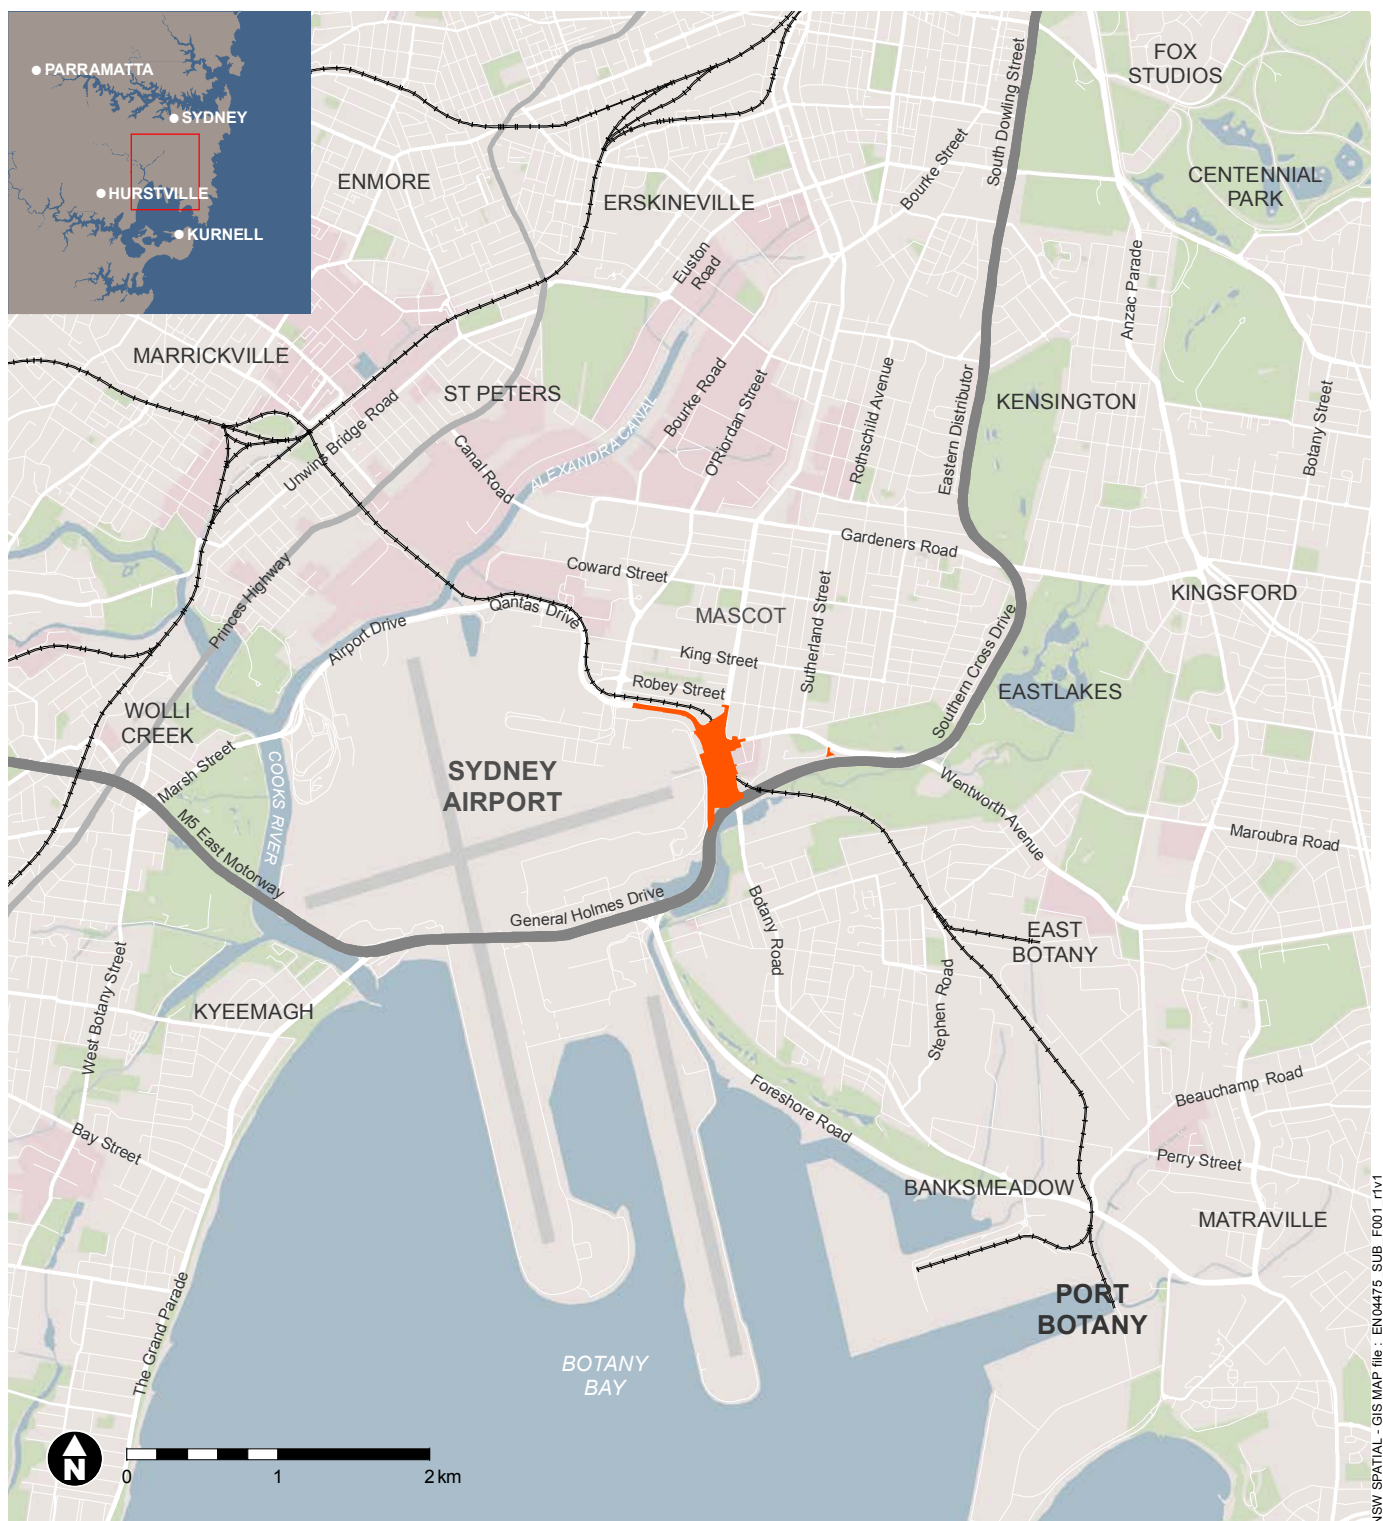 PARRAMATTA
SYDNEY
HURSTVILLE
KURNELL
FOX
STUDIOS
South Dowling Street
Bourke Street
CENTENNIAL
PARK
ENMORE
ERSKINEVILLE
Euston
Road
Anzac Parade
MARRICKVILLE
ST PETERS
Bourke Road
O'Riordan Street
Rothschild Avenue
Eastern Distributor
KENSINGTON
Botany Street
Unwins Bridge Road
Canal Road
ALEXANDRA CANAL
Gardeners Road
Coward Street
Princes Highway
Airport Drive
Qantas Drive
MASCOT
Sutherland Street
KINGSFORD
King Street
Robey Street
Southern Cross Drive
EASTLAKES
WOLLI
CREEK
Marsh Street
COOKS RIVER
SYDNEY
AIRPORT
M5 East Motorway
Wentworth Avenue
Maroubra Road
General Holmes Drive
Botany Road
EAST
BOTANY
Stephen Road
West Botany Street
KYEEMAGH
Foreshore Road
Beauchamp Road
Bay Street
Perry Street
BANKSMEADOW
MATRAVILLE
The Grand Parade
PORT
BOTANY
BOTANY
BAY
N
0 1 2 km
NSW SPATIAL - GIS MAP file : EN04475_SUB_F001_r1v1